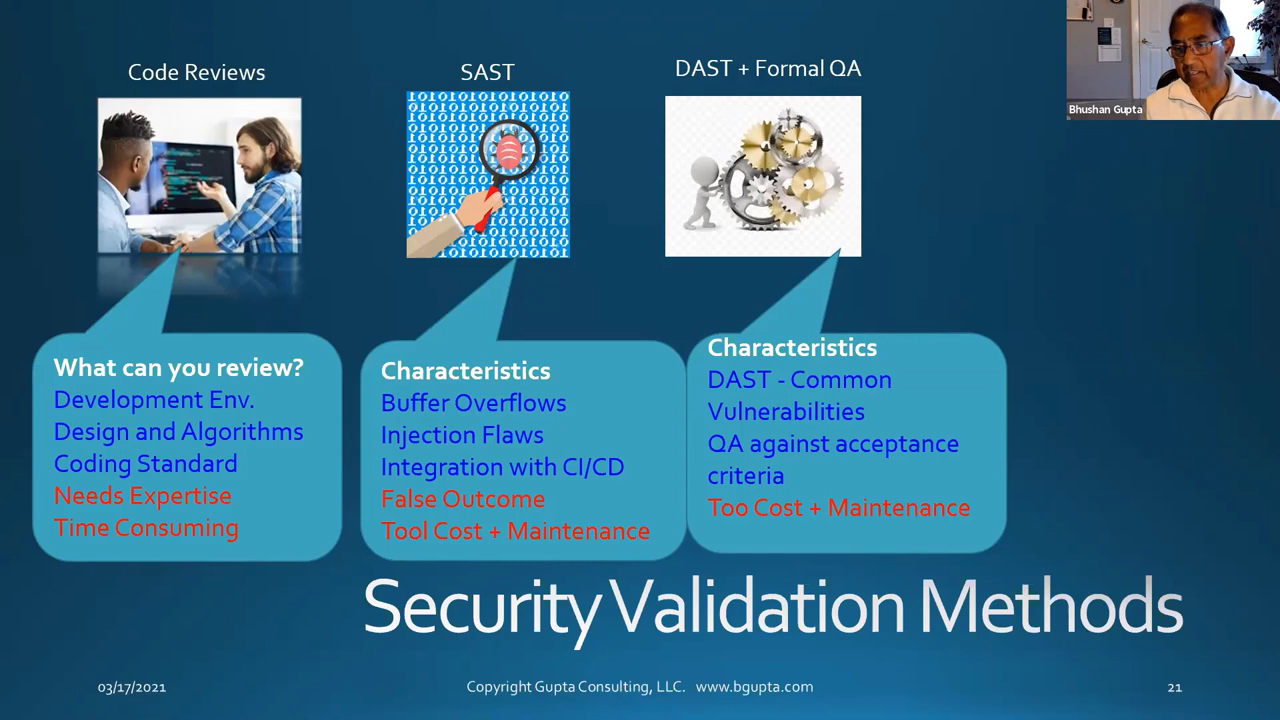 Code Reviews
SAST
DAST + Formal QA
Bhushan Gupta
What can you review?
Development Env.
Design and Algorithms
Coding Standard
Needs Expertise
Time Consuming
Characteristics
Buffer Overflows
Injection Flaws
Integration with CI/CD
False Outcome
Tool Cost + Maintenance
Characteristics
DAST - Common
Vulnerabilities
QA against acceptance
criteria
Too Cost + Maintenance
Security Validation Methods
03/17/2021
Copyright Gupta Consulting, LLC. www.bgupta.com
21